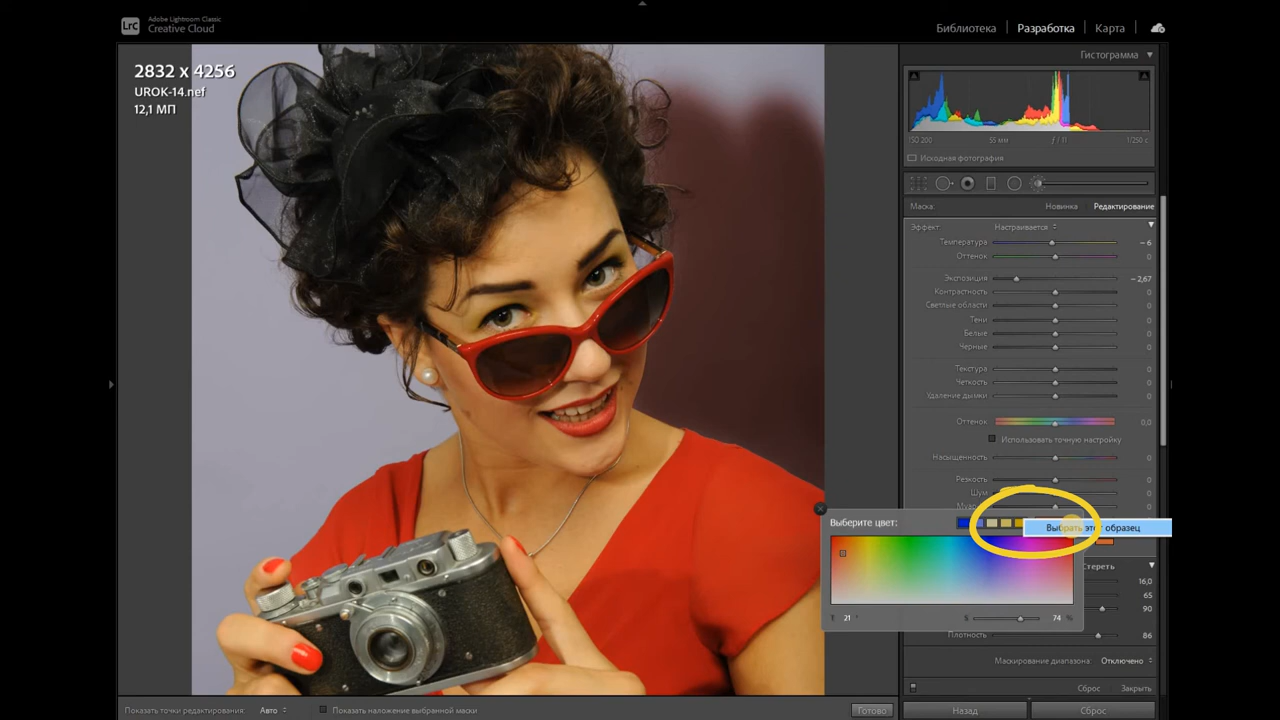 Lrc
Adobe Lightroom Classic
Creative Cloud
Библиотека | Разработка | Карта
Гистограмма
2832 x 4256
UROK-14.nef
12,1 МП
ISO 200 55 мм ƒ / 11 1/250 с
Исходная фотография
Маска: Новинка Редактирование
Эффект Настраивается
Температура – 6
Оттенок
Экспозиция – 2,67
Контрастность 0
Светлые области 0
Тени 0
Белые 0
Черные 0
Текстура 0
Четкость 0
Удаление дымки 0
Оттенок 0,0
Использовать точную настройку
Насыщенность 0
Резкость 0
Шум 0
Муар 0
Выберите цвет:
Выбрать этот образец
Стереть
16,0
65
90
21 ° S 74 %
Плотность 86
Маскирование диапазона: Отключено
Сброс Закрыть
Показать точки редактирования: Авто Показать наложение выбранной маски Готово
Назад Сброс